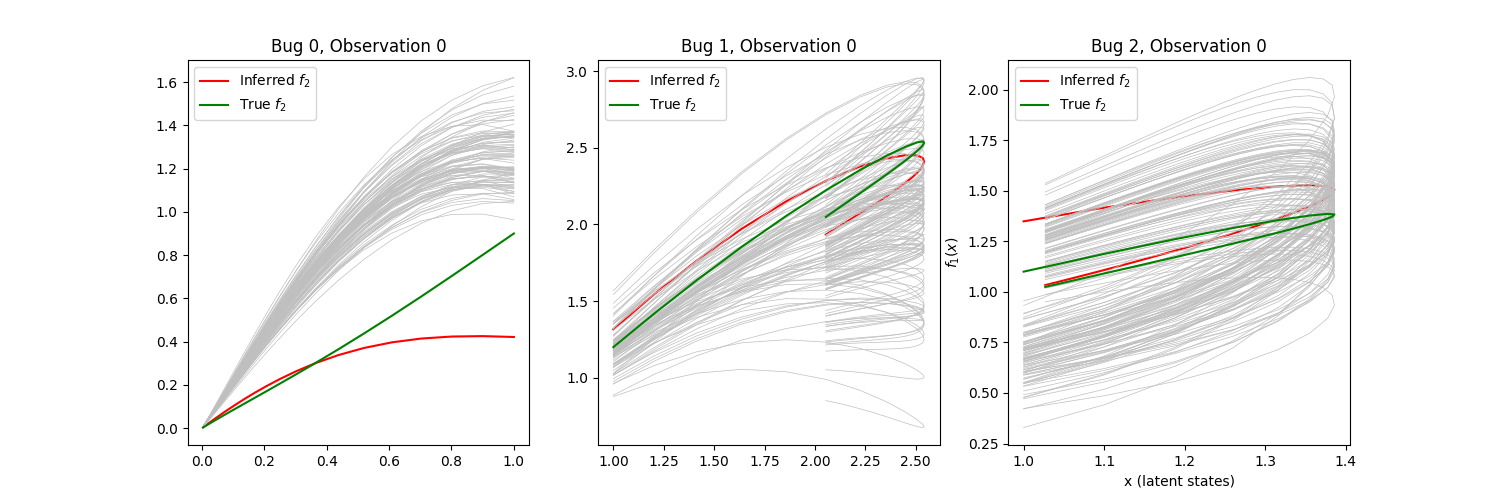 Bug 0, Observation 0
Inferred f₂
True f₂
1.6
1.4
1.2
1.0
0.8
0.6
0.4
0.2
0.0
0.0 0.2 0.4 0.6 0.8 1.0
Bug 1, Observation 0
Inferred f₂
True f₂
3.0
2.5
2.0
1.5
1.0
1.00 1.25 1.50 1.75 2.00 2.25 2.50
Bug 2, Observation 0
Inferred f₂
True f₂
f₁(x)
2.00
1.75
1.50
1.25
1.00
0.75
0.50
0.25
1.0 1.1 1.2 1.3 1.4
x (latent states)